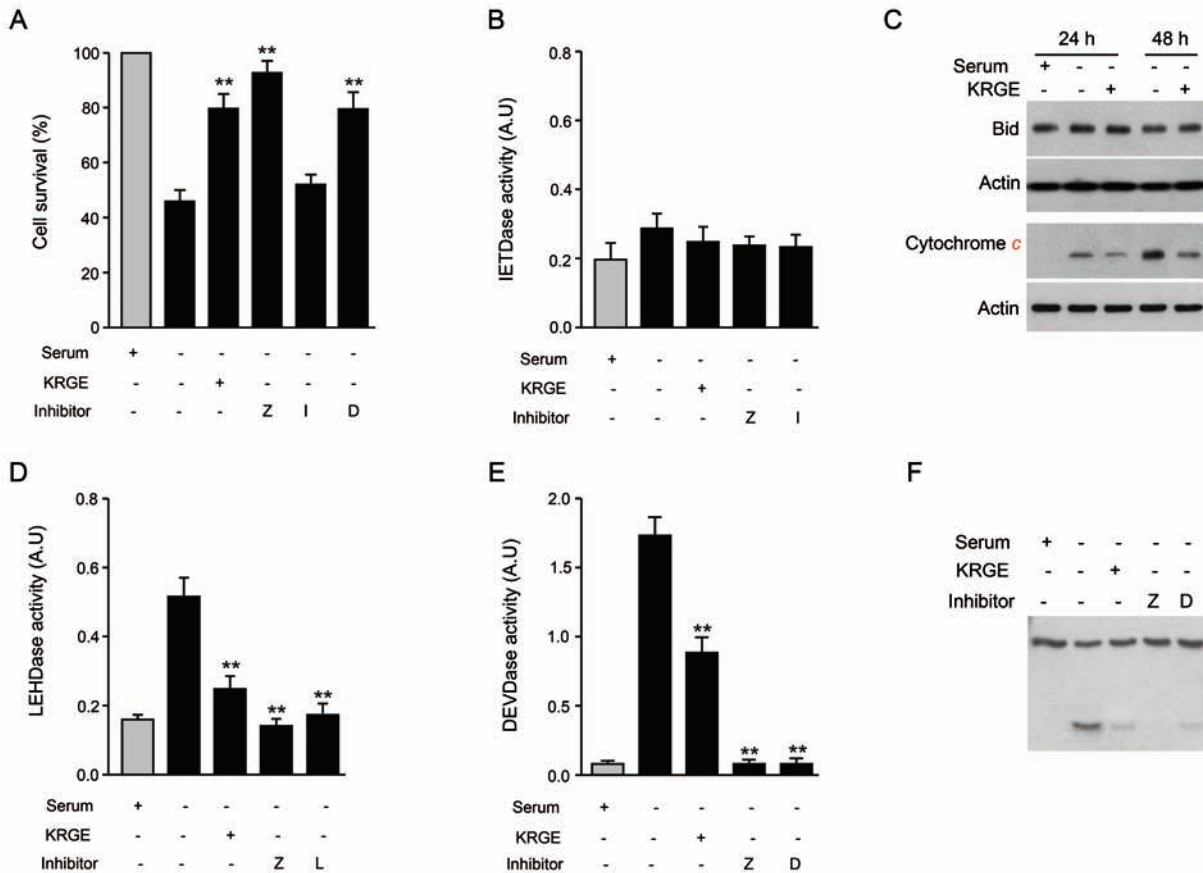 A
Cell survival (%)
100
80
60
40
20
0
** ** **
Serum + - - - - -
KRGE - - + - - -
Inhibitor - - - Z I D
B
IETDase activity (A.U)
0.8
0.6
0.4
0.2
0.0
Serum + - - - -
KRGE - - + - -
Inhibitor - - - Z I
C
24 h 48 h
Serum + - - - -
KRGE - - + - +
Bid
Actin
Cytochrome c
Actin
D
LEHDase activity (A.U)
0.8
0.6
0.4
0.2
0.0
** ** **
Serum + - - - -
KRGE - - + - -
Inhibitor - - - Z L
E
DEVDase activity (A.U)
2.0
1.5
1.0
0.5
0.0
** ** **
Serum + - - - -
KRGE - - + - -
Inhibitor - - - Z D
F
Serum + - - - -
KRGE - - + - -
Inhibitor - - - Z D